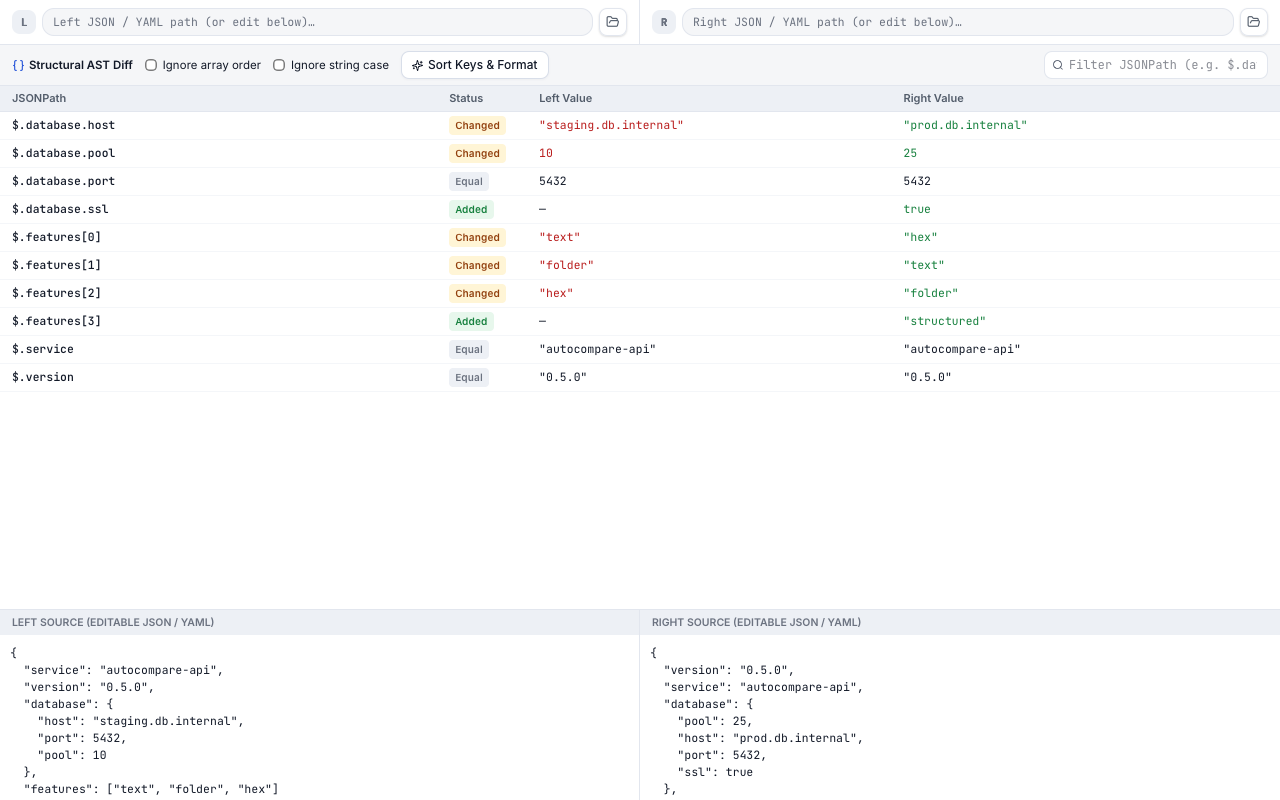 L Left JSON / YAML path (or edit below)…
R Right JSON / YAML path (or edit below)…
{} Structural AST Diff Ignore array order Ignore string case Sort Keys & Format Filter JSONPath (e.g. $.da
JSONPath Status Left Value Right Value
$.database.host Changed "staging.db.internal" "prod.db.internal"
$.database.pool Changed 10 25
$.database.port Equal 5432 5432
$.database.ssl Added — true
$.features[0] Changed "text" "hex"
$.features[1] Changed "folder" "text"
$.features[2] Changed "hex" "folder"
$.features[3] Added — "structured"
$.service Equal "autocompare-api" "autocompare-api"
$.version Equal "0.5.0" "0.5.0"
LEFT SOURCE (EDITABLE JSON / YAML)
{
  "service": "autocompare-api",
  "version": "0.5.0",
  "database": {
    "host": "staging.db.internal",
    "port": 5432,
    "pool": 10
  },
  "features": ["text", "folder", "hex"]
RIGHT SOURCE (EDITABLE JSON / YAML)
{
  "version": "0.5.0",
  "service": "autocompare-api",
  "database": {
    "pool": 25,
    "host": "prod.db.internal",
    "port": 5432,
    "ssl": true
  },